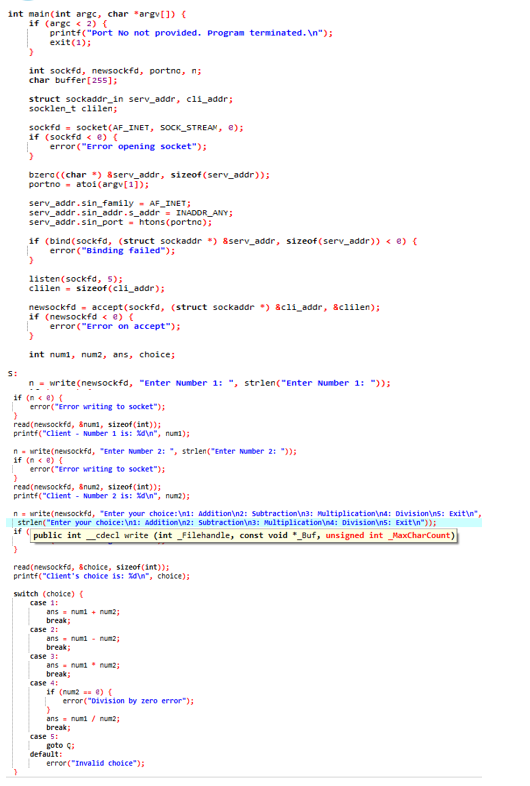 int main(int argc, char *argv[]) {
    if (argc < 2) {
        printf("Port No not provided. Program terminated.\n");
        exit(1);
    }

    int sockfd, newsockfd, portno, n;
    char buffer[255];

    struct sockaddr_in serv_addr, cli_addr;
    socklen_t clilen;

    sockfd = socket(AF_INET, SOCK_STREAM, 0);
    if (sockfd < 0) {
        error("Error opening socket");
    }

    bzero((char *) &serv_addr, sizeof(serv_addr));
    portno = atoi(argv[1]);

    serv_addr.sin_family = AF_INET;
    serv_addr.sin_addr.s_addr = INADDR_ANY;
    serv_addr.sin_port = htons(portno);

    if (bind(sockfd, (struct sockaddr *) &serv_addr, sizeof(serv_addr)) < 0) {
        error("Binding failed");
    }

    listen(sockfd, 5);
    clilen = sizeof(cli_addr);

    newsockfd = accept(sockfd, (struct sockaddr *) &cli_addr, &clilen);
    if (newsockfd < 0) {
        error("Error on accept");
    }

    int num1, num2, ans, choice;

S:
    n = write(newsockfd, "Enter Number 1: ", strlen("Enter Number 1: "));
    if (n < 0) {
        error("Error writing to socket");
    }
    read(newsockfd, &num1, sizeof(int));
    printf("Client - Number 1 is: %d\n", num1);

    n = write(newsockfd, "Enter Number 2: ", strlen("Enter Number 2: "));
    if (n < 0) {
        error("Error writing to socket");
    }
    read(newsockfd, &num2, sizeof(int));
    printf("Client - Number 2 is: %d\n", num2);

    n = write(newsockfd, "Enter your choice:\n1: Addition\n2: Subtraction\n3: Multiplication\n4: Division\n5: Exit\n",
     strlen("Enter your choice:\n1: Addition\n2: Subtraction\n3: Multiplication\n4: Division\n5: Exit\n"));
    if (
public int __cdecl write (int _Filehandle, const void *_Buf, unsigned int _MaxCharCount)
    }

    read(newsockfd, &choice, sizeof(int));
    printf("Client's choice is: %d\n", choice);

    switch (choice) {
        case 1:
            ans = num1 + num2;
            break;
        case 2:
            ans = num1 - num2;
            break;
        case 3:
            ans = num1 * num2;
            break;
        case 4:
            if (num2 == 0) {
                error("Division by zero error");
            }
            ans = num1 / num2;
            break;
        case 5:
            goto Q;
        default:
            error("Invalid choice");
    }